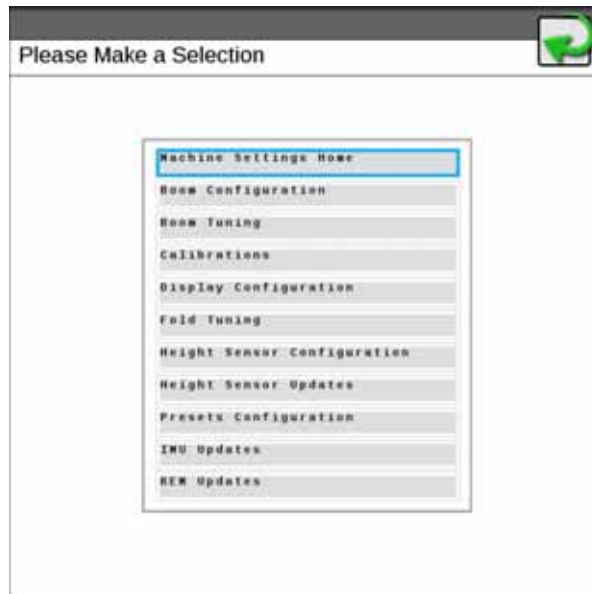 Please Make a Selection
Machine Settings Home
Boom Configuration
Boom Tuning
Calibrations
Display Configuration
Fold Tuning
Height Sensor Configuration
Height Sensor Updates
Presets Configuration
IMU Updates
REM Updates